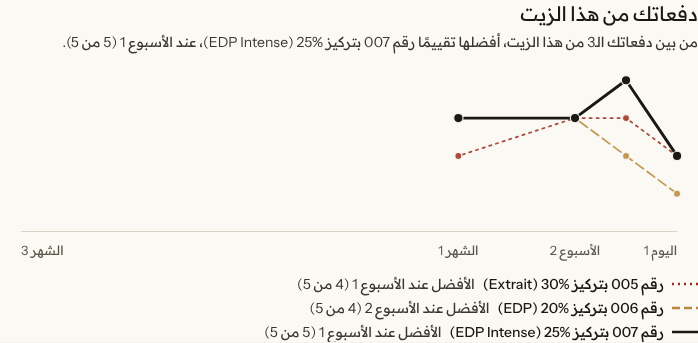 دفعاتك من هذا الزيت
من بين دفعاتك الـ3 من هذا الزيت، أفضلها تقييمًا رقم 007 بتركيز 25% (EDP Intense)، عند الأسبوع 1 (5 من 5).
اليوم 1
الأسبوع 2
الشهر 1
الشهر 3
رقم 005 بتركيز 30% (Extrait) الأفضل عند الأسبوع 1 (4 من 5)
رقم 006 بتركيز 20% (EDP) الأفضل عند الأسبوع 2 (4 من 5)
رقم 007 بتركيز 25% (EDP Intense) الأفضل عند الأسبوع 1 (5 من 5)